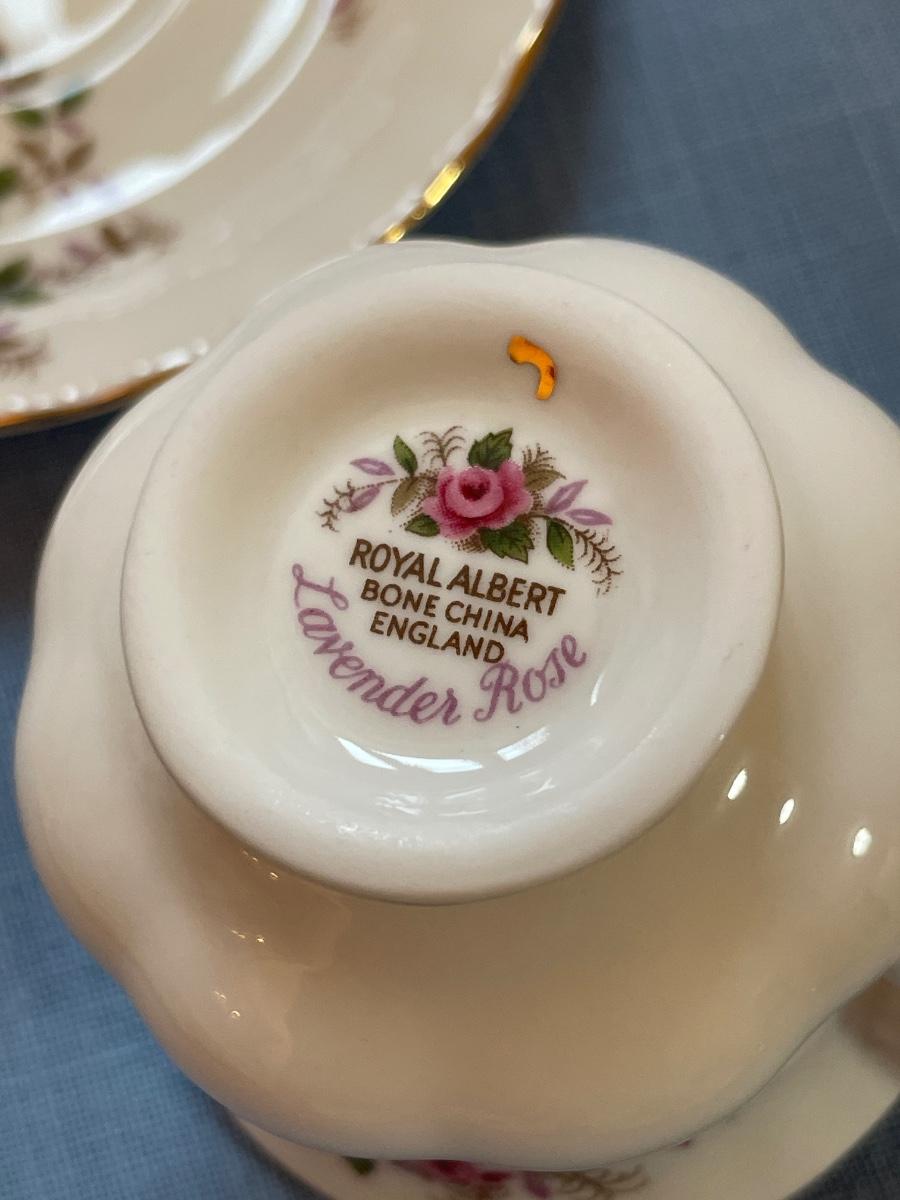 ROYAL ALBERT
BONE CHINA
ENGLAND
Lavender Rose